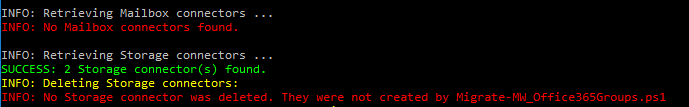 INFO: Retrieving Mailbox connectors ...
INFO: No Mailbox connectors found.
INFO: Retrieving Storage connectors ...
SUCCESS: 2 Storage connector(s) found.
INFO: Deleting Storage connectors:
INFO: No Storage connector was deleted. They were not created by Migrate-MW_Office365Groups.ps1